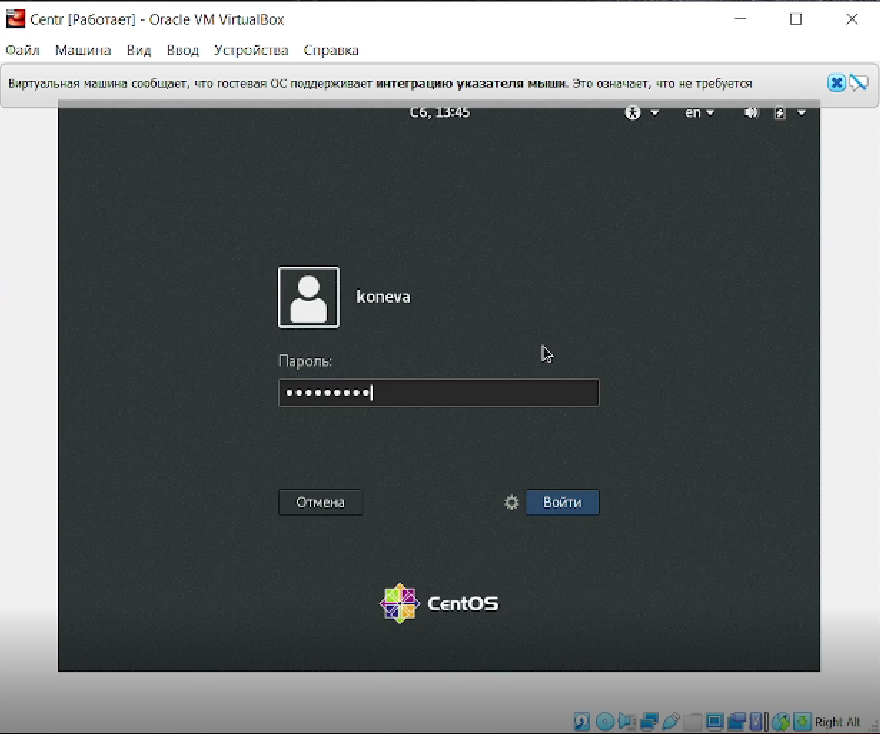 Centr [Работает] - Oracle VM VirtualBox
Файл Машина Вид Ввод Устройства Справка
Виртуальная машина сообщает, что гостевая ОС поддерживает интеграцию указателя мыши. Это означает, что не требуется
Сб, 13:45 en
koneva
Пароль:
Отмена Войти
CentOS
Right Alt